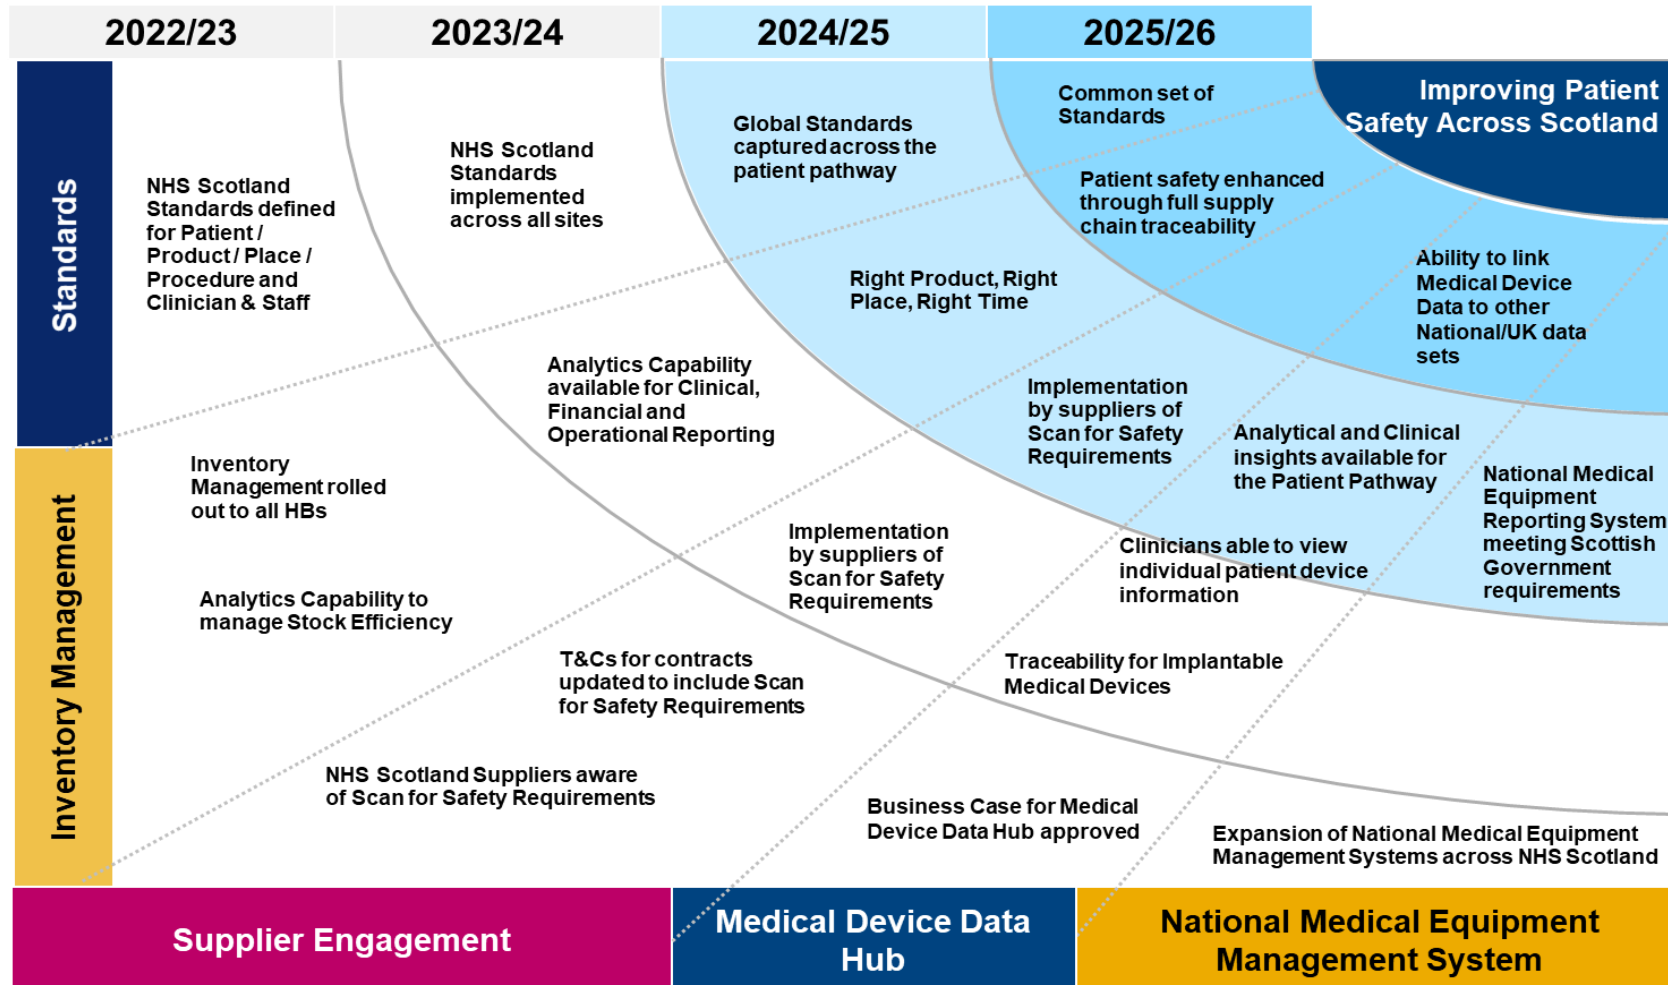 2022/23
2023/24
2024/25
2025/26
Improving Patient
Safety Across Scotland
Standards
NHS Scotland
Standards defined
for Patient /
Product / Place /
Procedure and
Clinician & Staff
NHS Scotland
Standards
implemented
across all sites
Global Standards
captured across the
patient pathway
Common set of
Standards
Inventory Management
Inventory
Management rolled
out to all HBs
Analytics Capability to
manage Stock Efficiency
Analytics Capability
available for Clinical,
Financial and
Operational Reporting
Right Product, Right
Place, Right Time
Patient safety enhanced
through full supply
chain traceability
Supplier Engagement
NHS Scotland Suppliers aware
of Scan for Safety Requirements
T&Cs for contracts
updated to include Scan
for Safety Requirements
Implementation
by suppliers of
Scan for Safety
Requirements
Implementation
by suppliers of
Scan for Safety
Requirements
Medical Device Data
Hub
Business Case for Medical
Device Data Hub approved
Traceability for Implantable
Medical Devices
Clinicians able to view
individual patient device
information
Analytical and Clinical
insights available for
the Patient Pathway
Ability to link
Medical Device
Data to other
National/UK data
sets
National Medical Equipment
Management System
Expansion of National Medical Equipment
Management Systems across NHS Scotland
National Medical
Equipment
Reporting System
meeting Scottish
Government
requirements